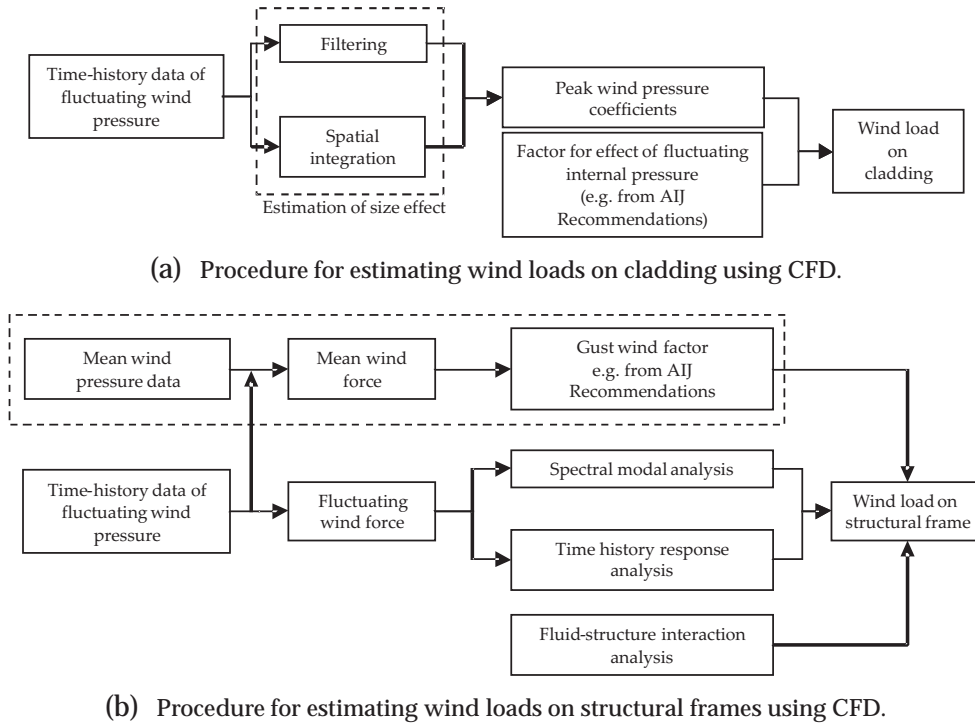 Time-history data of
fluctuating wind
pressure
Filtering
Spatial
integration
Estimation of size effect
Peak wind pressure
coefficients
Factor for effect of fluctuating
internal pressure
(e.g. from AIJ
Recommendations)
Wind load
on
cladding
(a) Procedure for estimating wind loads on cladding using CFD.
Mean wind
pressure data
Mean wind
force
Gust wind factor
e.g. from AIJ
Recommendations
Time-history data of
fluctuating wind
pressure
Fluctuating
wind force
Spectral modal analysis
Time history response
analysis
Fluid-structure interaction
analysis
Wind load on
structural frame
(b) Procedure for estimating wind loads on structural frames using CFD.